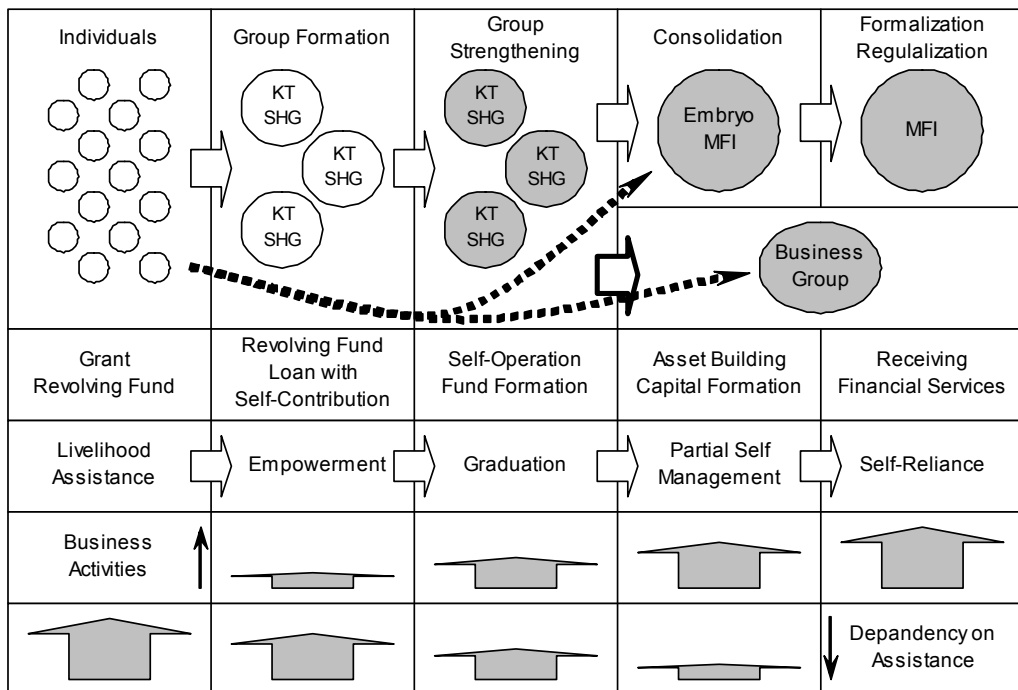 Individuals
Group Formation
Group
Strengthening
Consolidation
Formalization
Regulalization
KT
SHG
KT
SHG
KT
SHG
KT
SHG
KT
SHG
KT
SHG
Embryo
MFI
MFI
Business
Group
Grant
Revolving Fund
Revolving Fund
Loan with
Self-Contribution
Self-Operation
Fund Formation
Asset Building
Capital Formation
Receiving
Financial Services
Livelihood
Assistance
Empowerment
Graduation
Partial Self
Management
Self-Reliance
Business
Activities
Depandency on
Assistance